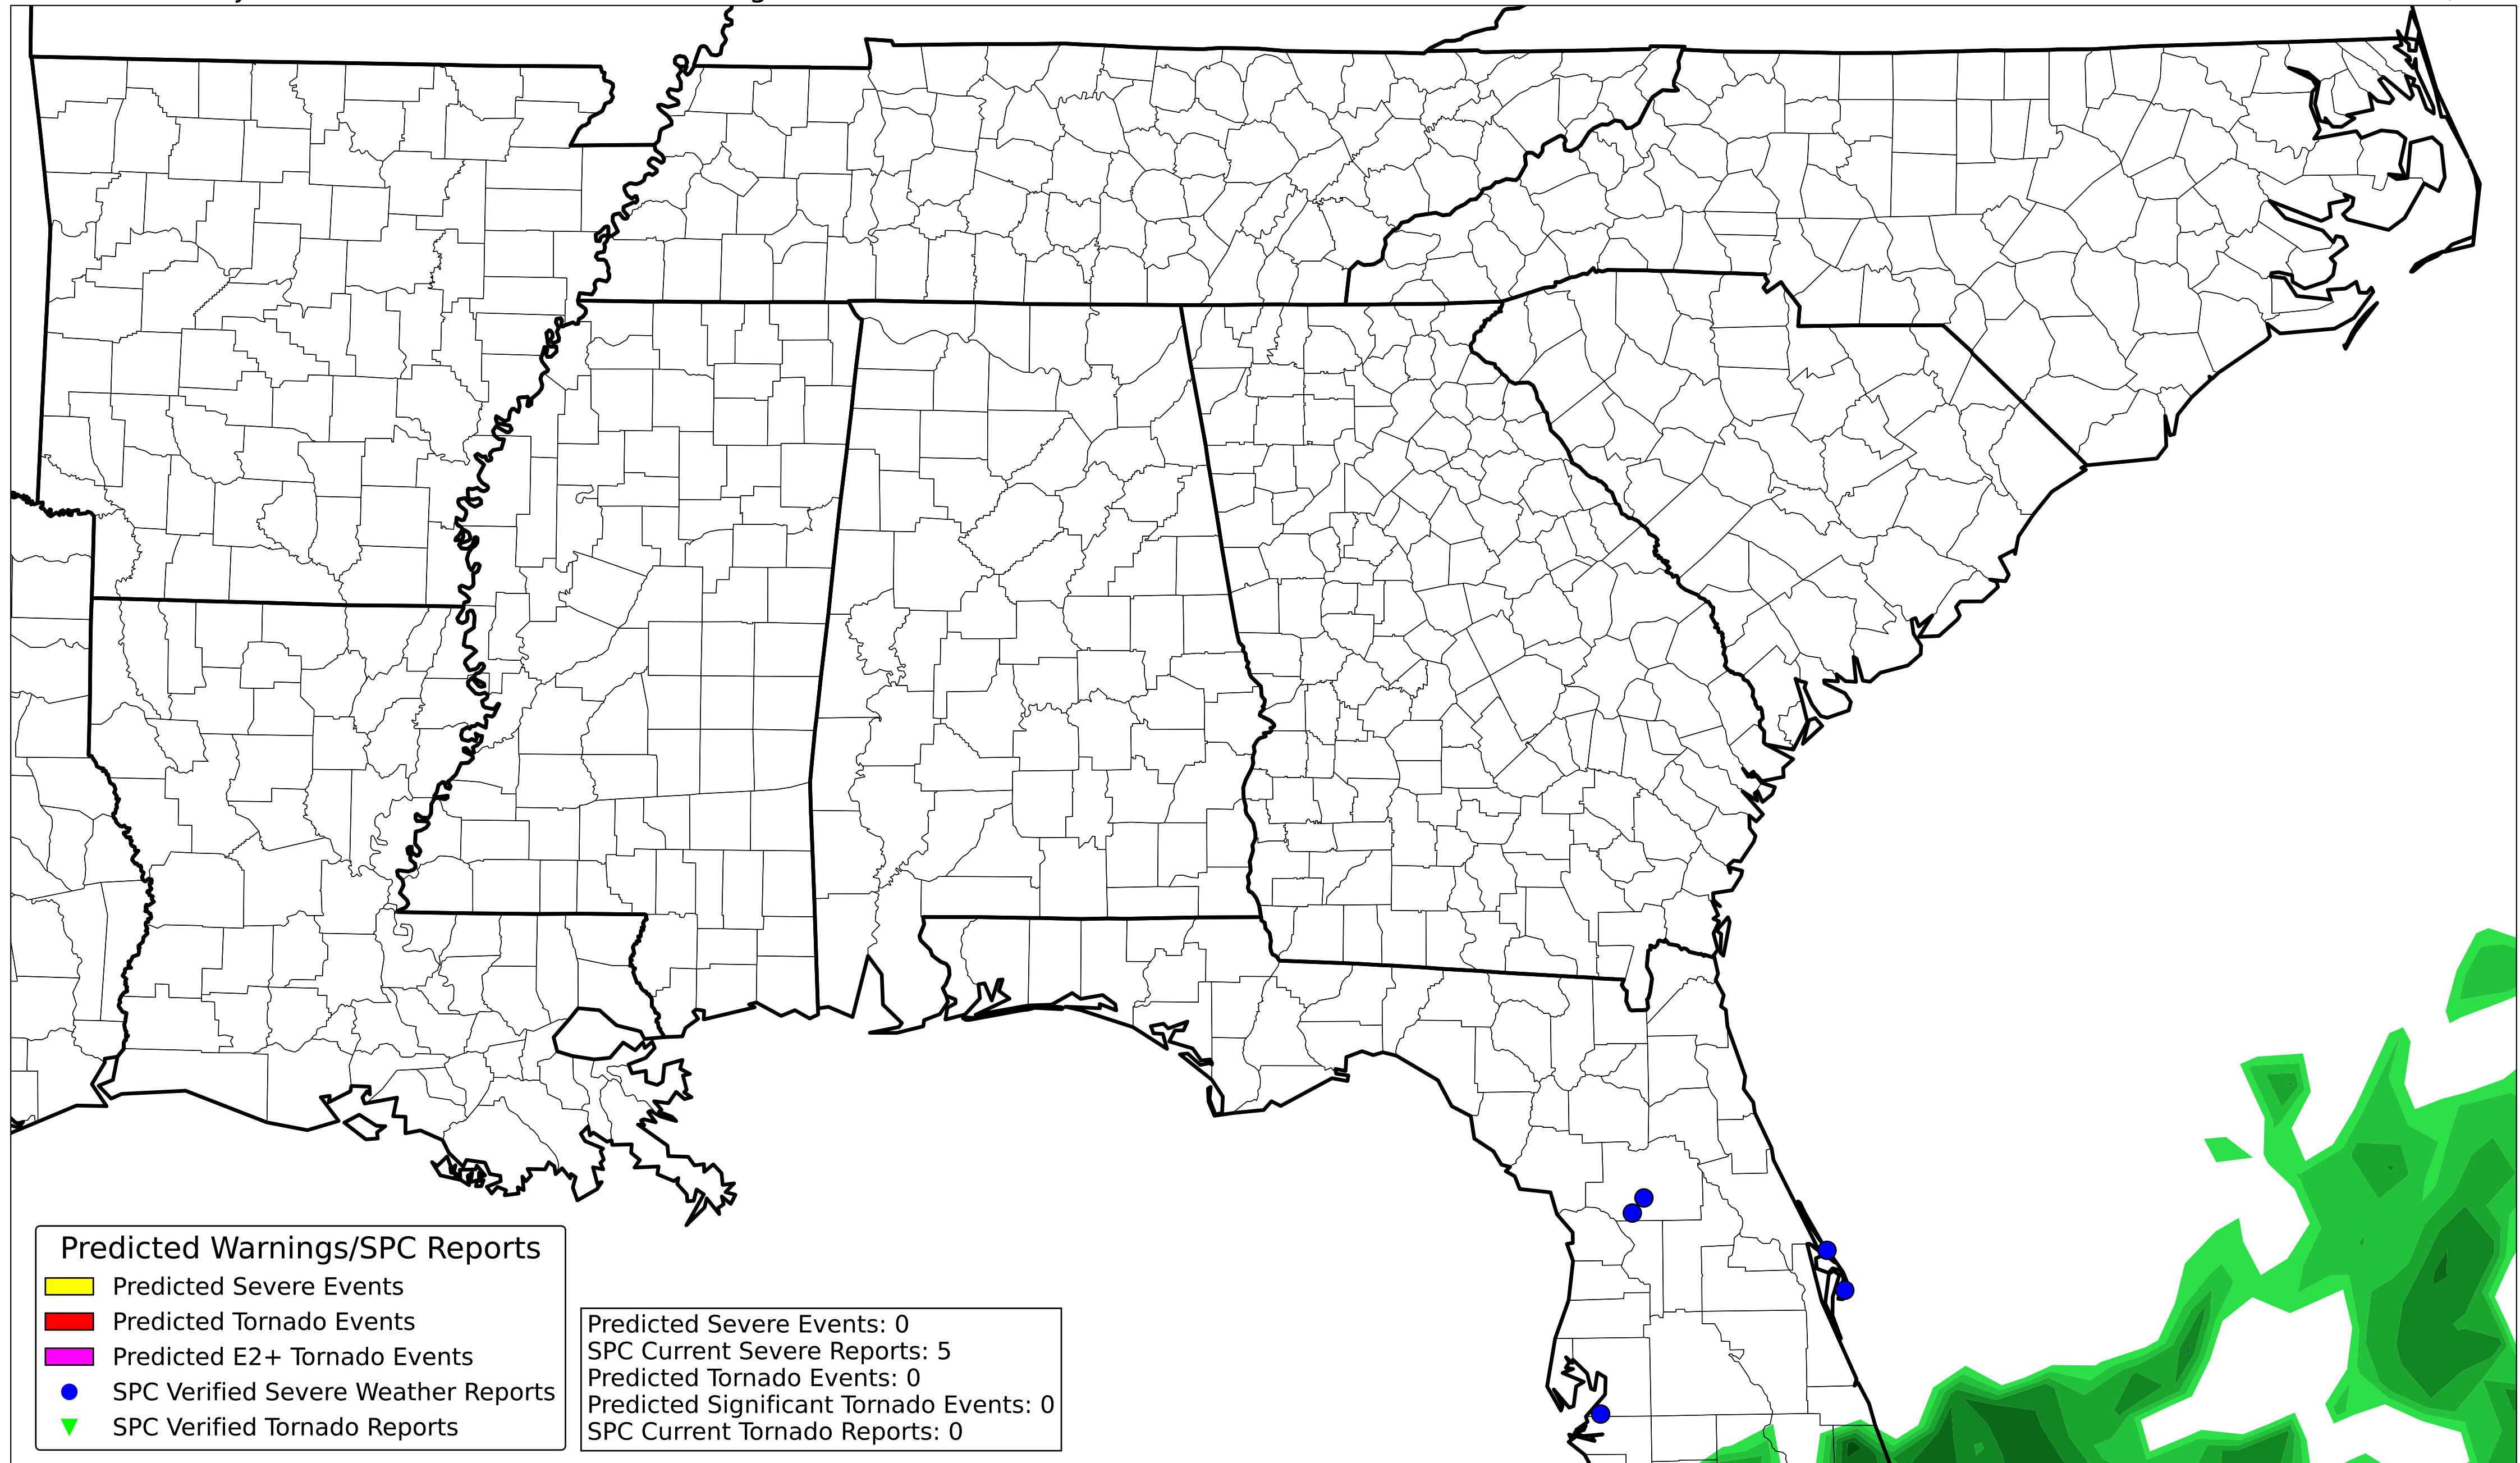 Predicted Warnings/SPC Reports
Predicted Severe Events
Predicted Tornado Events
Predicted E2+ Tornado Events
SPC Verified Severe Weather Reports
SPC Verified Tornado Reports
Predicted Severe Events: 0
SPC Current Severe Reports: 5
Predicted Tornado Events: 0
Predicted Significant Tornado Events: 0
SPC Current Tornado Reports: 0